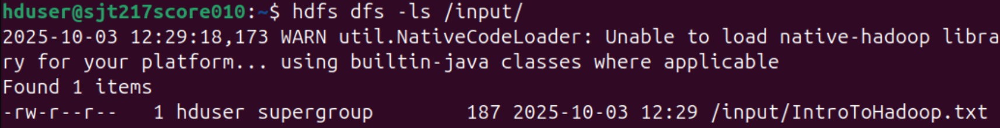 hduser@sjt217score010:~$ hdfs dfs -ls /input/
2025-10-03 12:29:18,173 WARN util.NativeCodeLoader: Unable to load native-hadoop libra
ry for your platform... using builtin-java classes where applicable
Found 1 items
-rw-r--r--   1 hduser supergroup        187 2025-10-03 12:29 /input/IntroToHadoop.txt